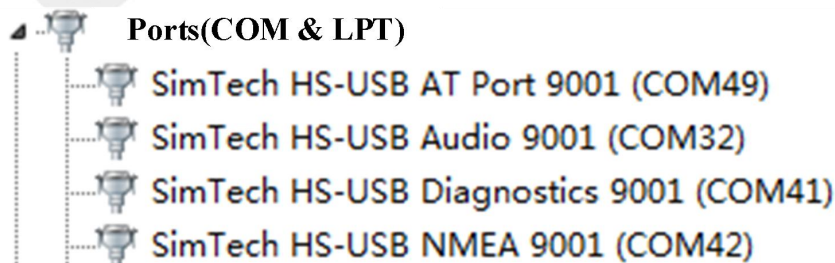 Ports(COM & LPT)
SimTech HS-USB AT Port 9001 (COM49)
SimTech HS-USB Audio 9001 (COM32)
SimTech HS-USB Diagnostics 9001 (COM41)
SimTech HS-USB NMEA 9001 (COM42)